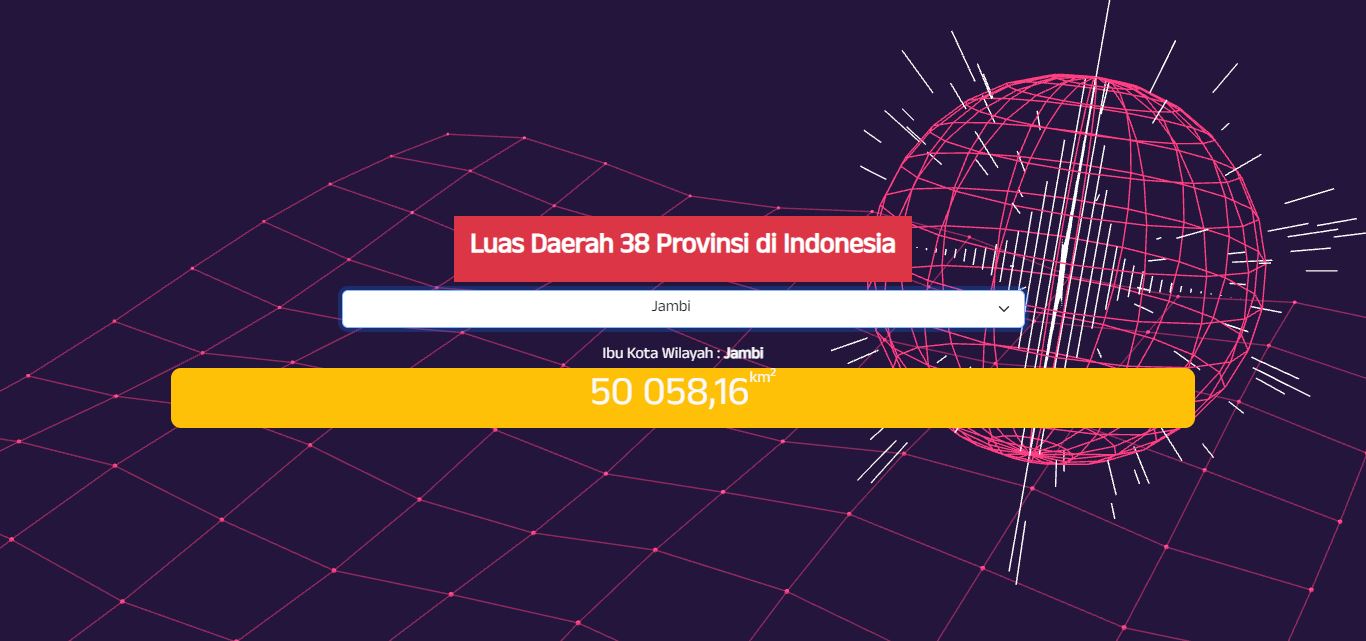 Luas Daerah 38 Provinsi di Indonesia
Jambi
Ibu Kota Wilayah : Jambi
50 058,16km²